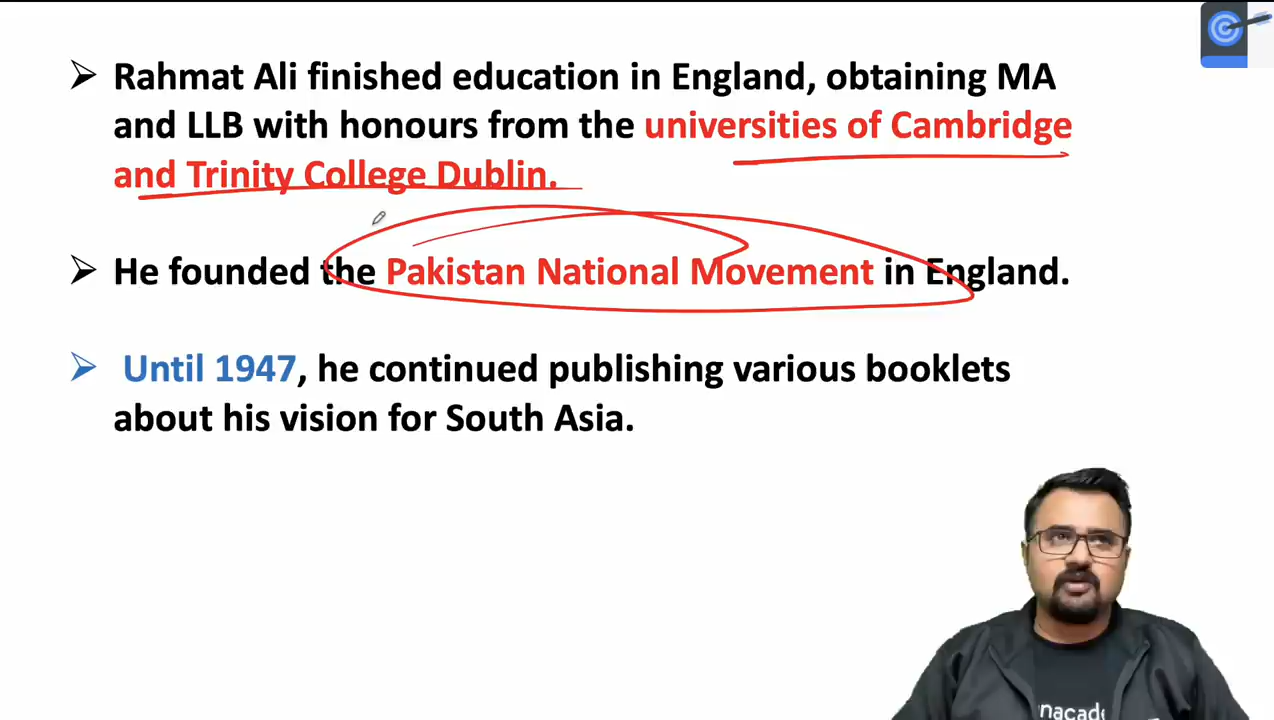 Rahmat Ali finished education in England, obtaining MA
and LLB with honours from the universities of Cambridge
and Trinity College Dublin.
He founded the Pakistan National Movement in England.
Until 1947, he continued publishing various booklets
about his vision for South Asia.